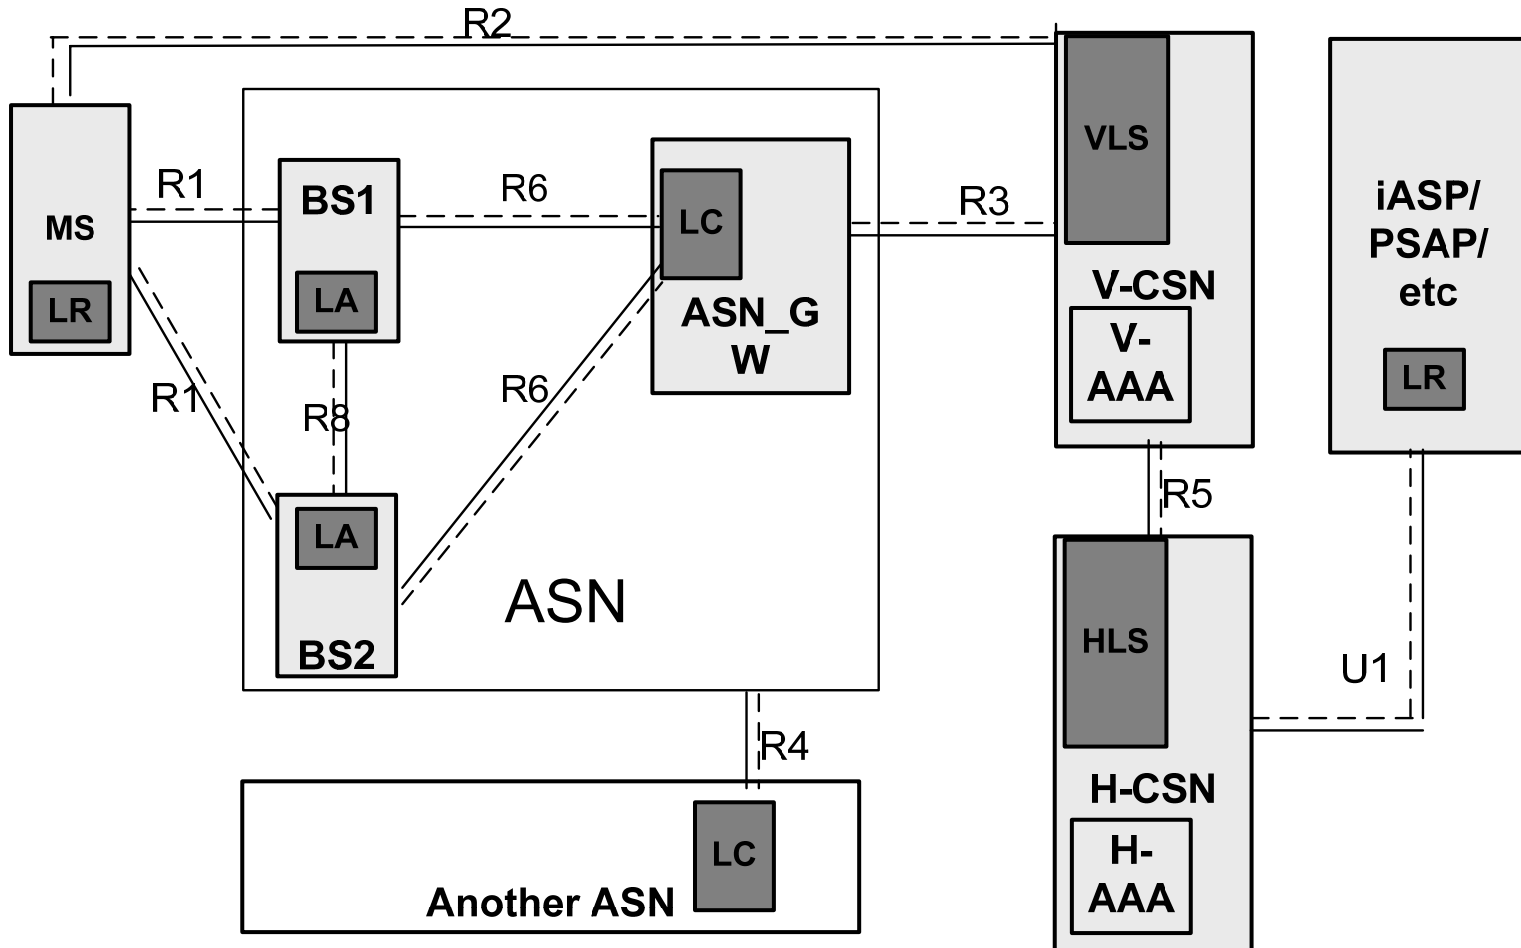 R2
VLS
R1
BS1
R6
LC
R3
iASP/
PSAP/
etc
MS
LR
LA
ASN_G
W
V-CSN
V-
AAA
LR
R1
R8
R6
R5
LA
ASN
BS2
HLS
U1
R4
H-CSN
LC
Another ASN
H-
AAA